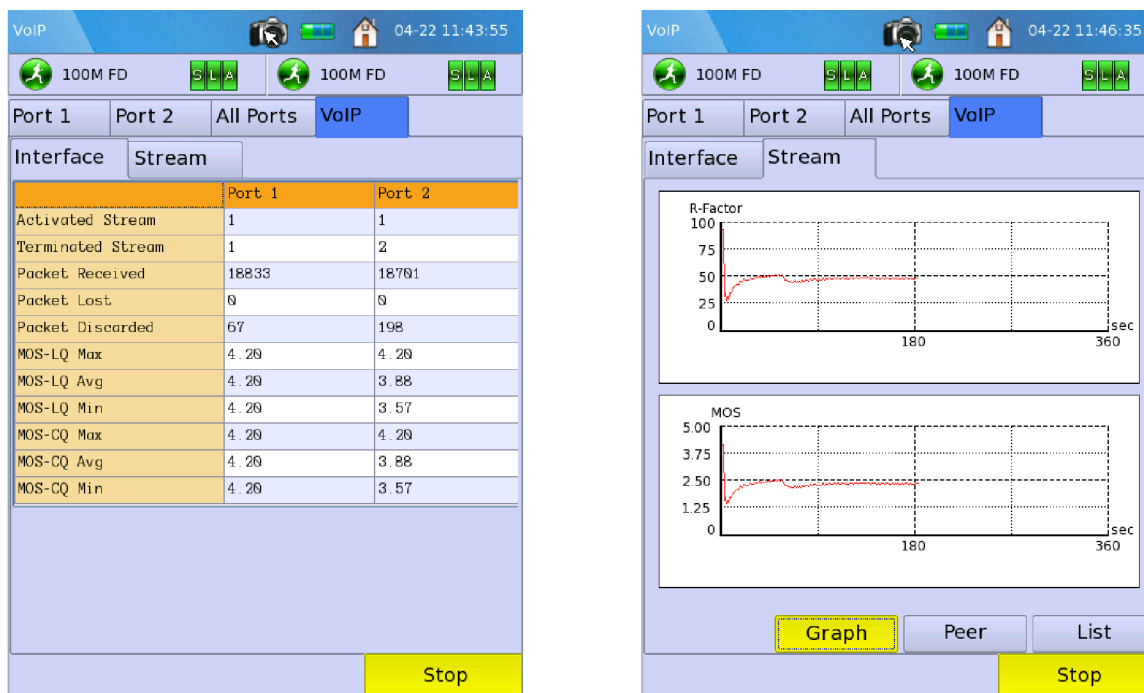 VoIP 04-22 11:43:55
100M FD S L A 100M FD S L A
Port 1 Port 2 All Ports VoIP
Interface Stream
Port 1 Port 2
Activated Stream 1 1
Terminated Stream 1 2
Packet Received 18833 18701
Packet Lost 0 0
Packet Discarded 67 198
MOS-LQ Max 4.20 4.20
MOS-LQ Avg 4.20 3.88
MOS-LQ Min 4.20 3.57
MOS-CQ Max 4.20 4.20
MOS-CQ Avg 4.20 3.88
MOS-CQ Min 4.20 3.57
Stop
VoIP 04-22 11:46:35
100M FD S L A 100M FD S L A
Port 1 Port 2 All Ports VoIP
Interface Stream
R-Factor
100
75
50
25
0 sec
180 360
MOS
5.00
3.75
2.50
1.25
0 sec
180 360
Graph Peer List
Stop